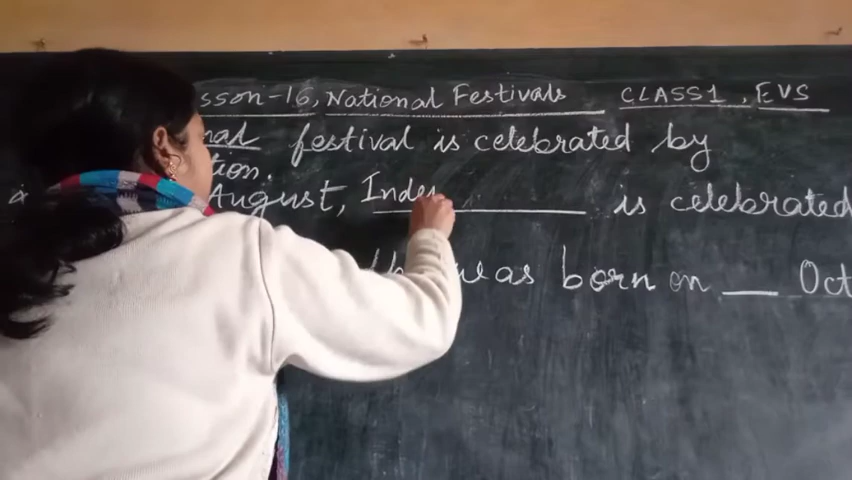 sson-16, National Festivals CLASS1, EVS
nal festival is celebrated by
tion.
August, Inde is celebrated
was born on __ Oct